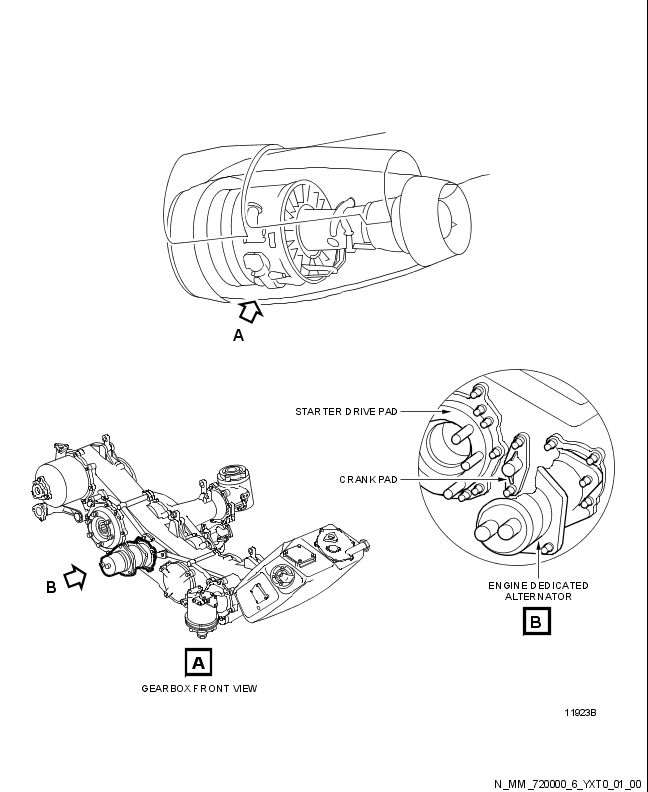 A
STARTER DRIVE PAD
CRANK PAD
B
ENGINE DEDICATED
ALTERNATOR
B
A
GEARBOX FRONT VIEW
11923B
N_MM_720000_6_YXT0_01_00